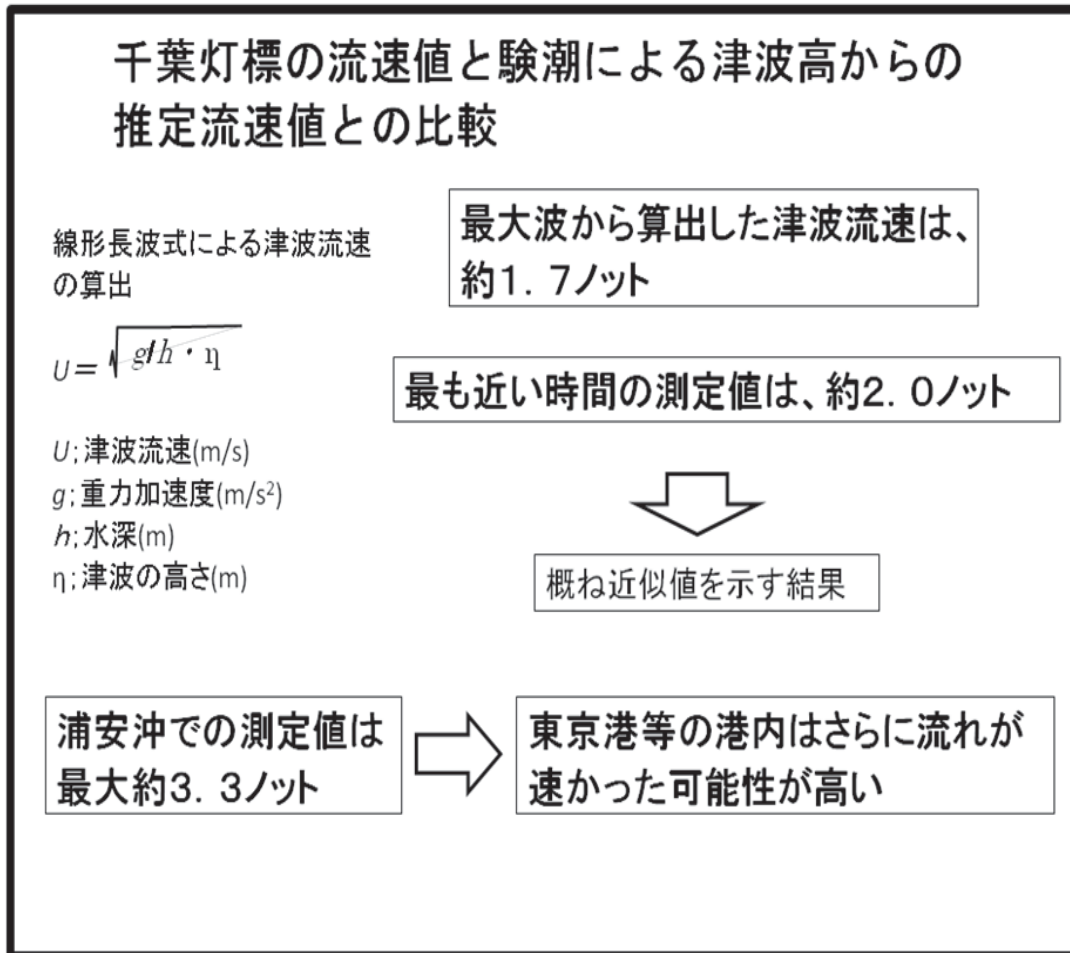 千葉灯標の流速値と験潮による津波高からの
推定流速値との比較
線形長波式による津波流速
の算出
U=√g/h・η
U;津波流速(m/s)
g;重力加速度(m/s²)
h;水深(m)
η;津波の高さ(m)
最大波から算出した津波流速は、
約1.7ノット
最も近い時間の測定値は、約2.0ノット
概ね近似値を示す結果
浦安沖での測定値は
最大約3.3ノット
東京港等の港内はさらに流れが
速かった可能性が高い